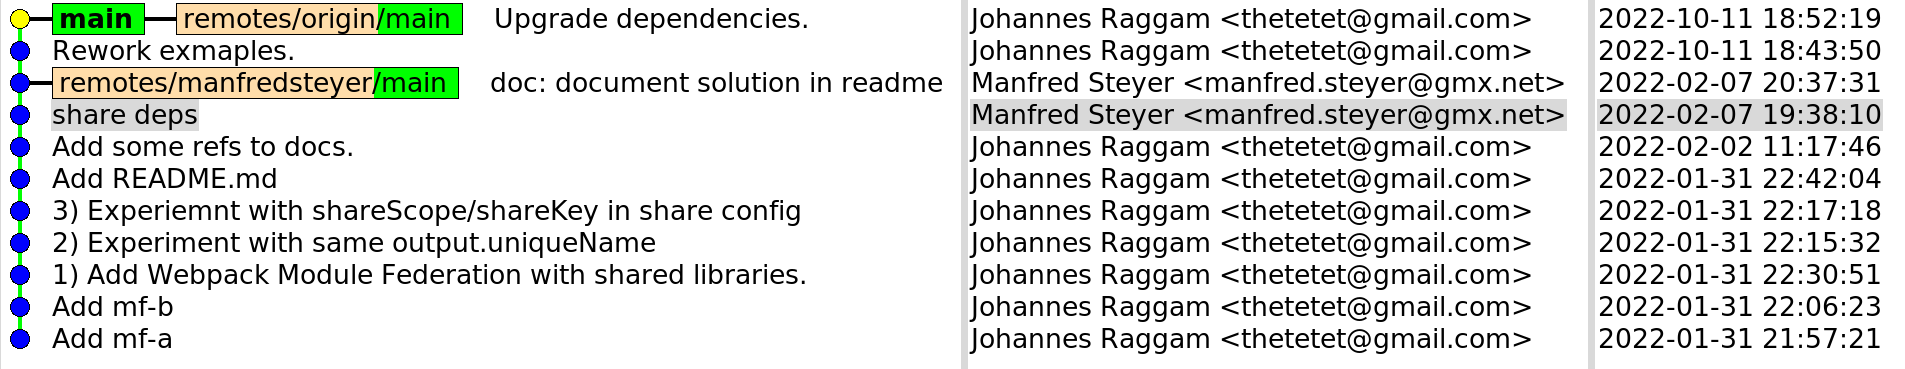 main remotes/origin/main Upgrade dependencies. Johannes Raggam <thetetet@gmail.com> 2022-10-11 18:52:19
Rework exmaples. Johannes Raggam <thetetet@gmail.com> 2022-10-11 18:43:50
remotes/manfredsteyer/main doc: document solution in readme Manfred Steyer <manfred.steyer@gmx.net> 2022-02-07 20:37:31
share deps Manfred Steyer <manfred.steyer@gmx.net> 2022-02-07 19:38:10
Add some refs to docs. Johannes Raggam <thetetet@gmail.com> 2022-02-02 11:17:46
Add README.md Johannes Raggam <thetetet@gmail.com> 2022-01-31 22:42:04
3) Experiemnt with shareScope/shareKey in share config Johannes Raggam <thetetet@gmail.com> 2022-01-31 22:17:18
2) Experiment with same output.uniqueName Johannes Raggam <thetetet@gmail.com> 2022-01-31 22:15:32
1) Add Webpack Module Federation with shared libraries. Johannes Raggam <thetetet@gmail.com> 2022-01-31 22:30:51
Add mf-b Johannes Raggam <thetetet@gmail.com> 2022-01-31 22:06:23
Add mf-a Johannes Raggam <thetetet@gmail.com> 2022-01-31 21:57:21